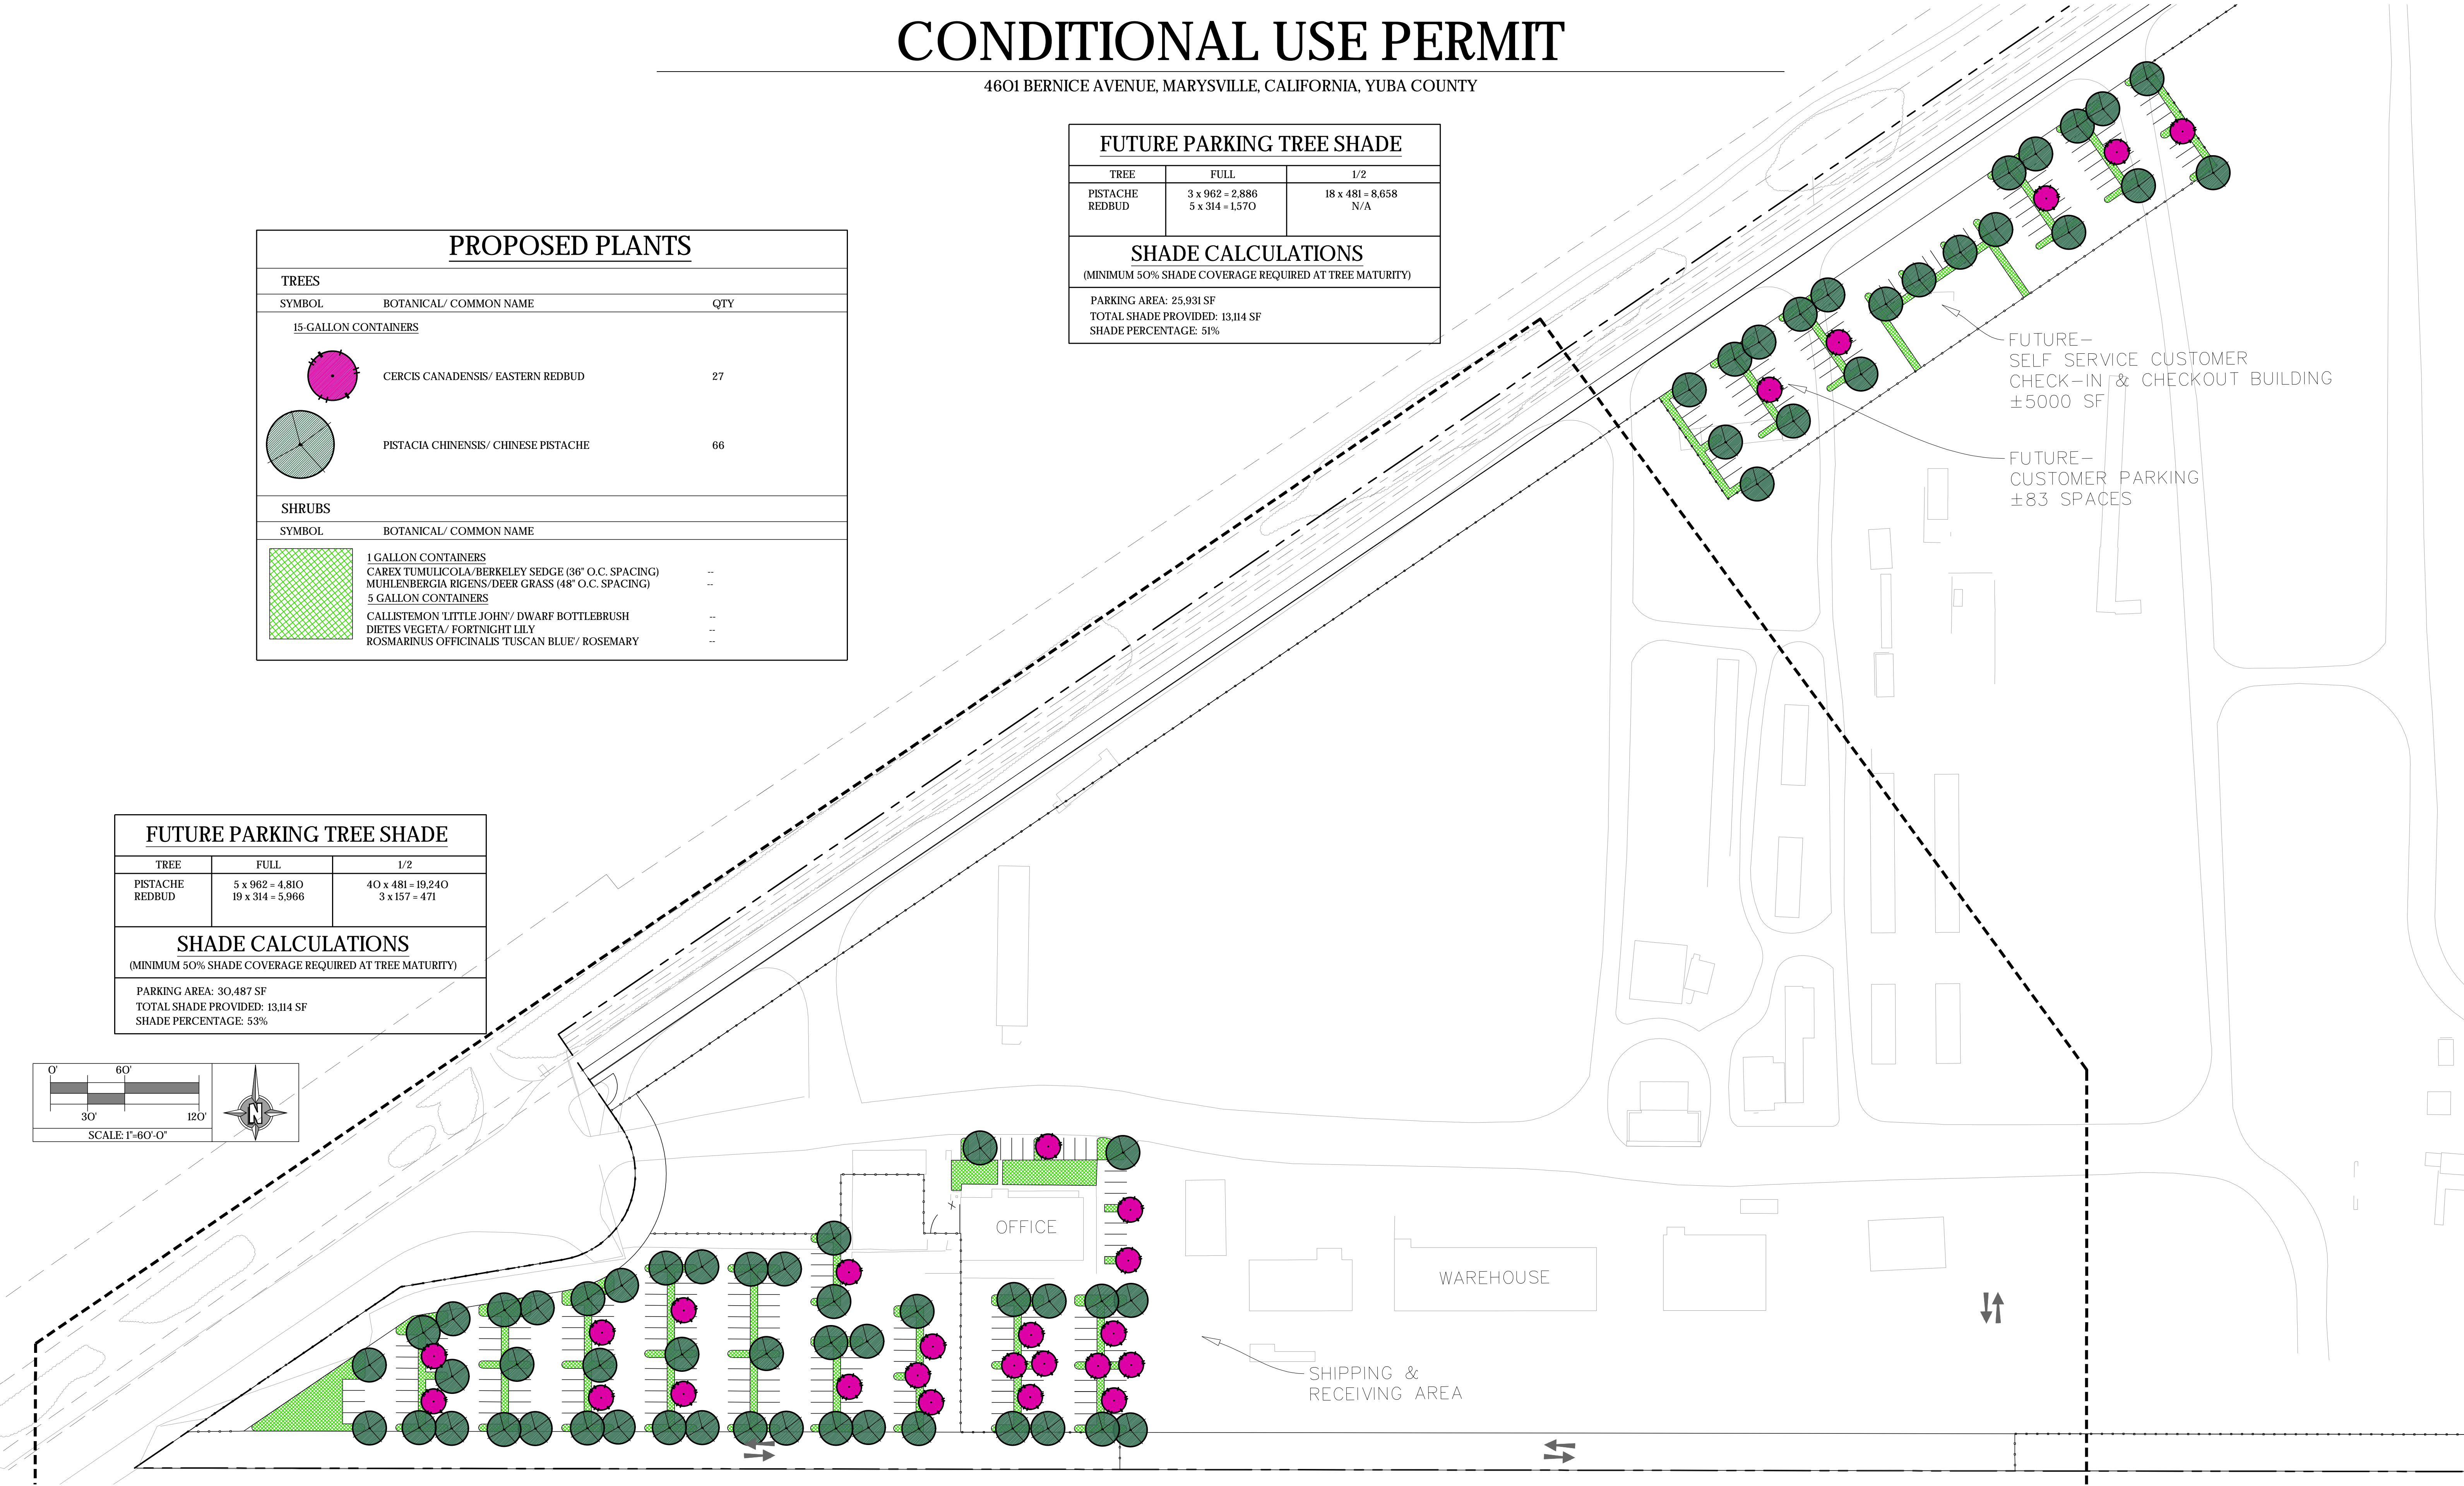 CONDITIONAL USE PERMIT
4601 BERNICE AVENUE, MARYSVILLE, CALIFORNIA, YUBA COUNTY
FUTURE PARKING TREE SHADE
TREE FULL 1/2
PISTACHE 3 x 962 = 2,886 18 x 481 = 8,658
REDBUD 5 x 314 = 1,570 N/A
SHADE CALCULATIONS
(MINIMUM 50% SHADE COVERAGE REQUIRED AT TREE MATURITY)
PARKING AREA: 25,931 SF
TOTAL SHADE PROVIDED: 13,114 SF
SHADE PERCENTAGE: 51%
PROPOSED PLANTS
TREES
SYMBOL BOTANICAL/ COMMON NAME QTY
15-GALLON CONTAINERS
CERCIS CANADENSIS/ EASTERN REDBUD 27
PISTACIA CHINENSIS/ CHINESE PISTACHE 66
SHRUBS
SYMBOL BOTANICAL/ COMMON NAME
1 GALLON CONTAINERS
CAREX TUMULICOLA/BERKELEY SEDGE (36" O.C. SPACING) --
MUHLENBERGIA RIGENS/DEER GRASS (48" O.C. SPACING) --
5 GALLON CONTAINERS
CALLISTEMON 'LITTLE JOHN'/ DWARF BOTTLEBRUSH --
DIETES VEGETA/ FORTNIGHT LILY --
ROSMARINUS OFFICINALIS 'TUSCAN BLUE'/ ROSEMARY --
FUTURE-
SELF SERVICE CUSTOMER
CHECK-IN & CHECKOUT BUILDING
±5000 SF
FUTURE-
CUSTOMER PARKING
±83 SPACES
FUTURE PARKING TREE SHADE
TREE FULL 1/2
PISTACHE 5 x 962 = 4,810 40 x 481 = 19,240
REDBUD 19 x 314 = 5,966 3 x 157 = 471
SHADE CALCULATIONS
(MINIMUM 50% SHADE COVERAGE REQUIRED AT TREE MATURITY)
PARKING AREA: 30,487 SF
TOTAL SHADE PROVIDED: 13,114 SF
SHADE PERCENTAGE: 53%
0' 60'
30' 120'
SCALE: 1"=60'-0"
N
OFFICE
WAREHOUSE
SHIPPING &
RECEIVING AREA